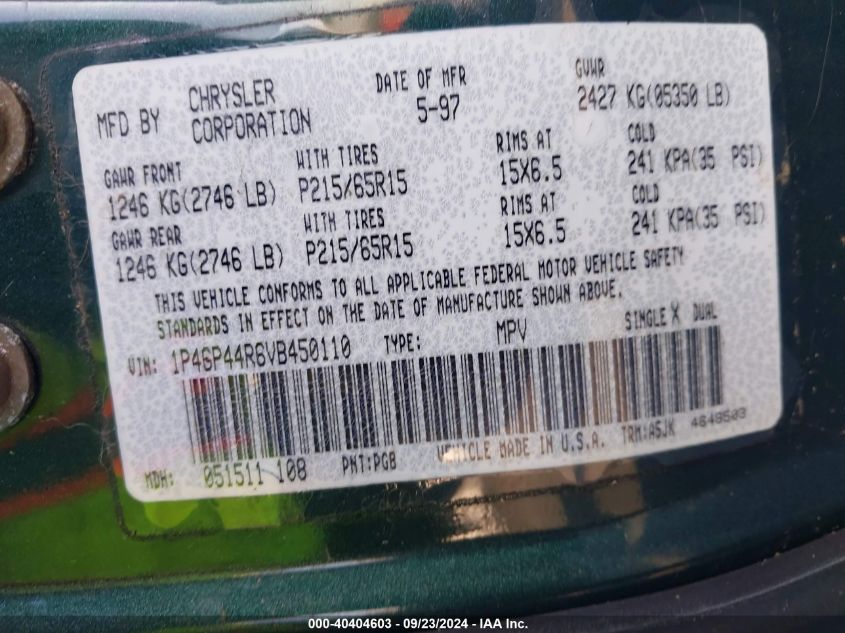 MFD BY CHRYSLER CORPORATION DATE OF MFR 5-97 GVWR 2427 KG(05350 LB)
GAWR FRONT WITH TIRES RIMS AT COLD
1246 KG(2746 LB) P215/65R15 15X6.5 241 KPA(35 PSI)
GAWR REAR WITH TIRES RIMS AT COLD
1246 KG(2746 LB) P215/65R15 15X6.5 241 KPA(35 PSI)
THIS VEHICLE CONFORMS TO ALL APPLICABLE FEDERAL MOTOR VEHICLE SAFETY
STANDARDS IN EFFECT ON THE DATE OF MANUFACTURE SHOWN ABOVE.
VIN: 1P4GP44R6VB450110 TYPE: MPV SINGLE X DUAL
MDH: 051511 108 PNT:PGB VEHICLE MADE IN U.S.A. TRM:A5JK 4648503
000-40404603 - 09/23/2024 - IAA Inc.